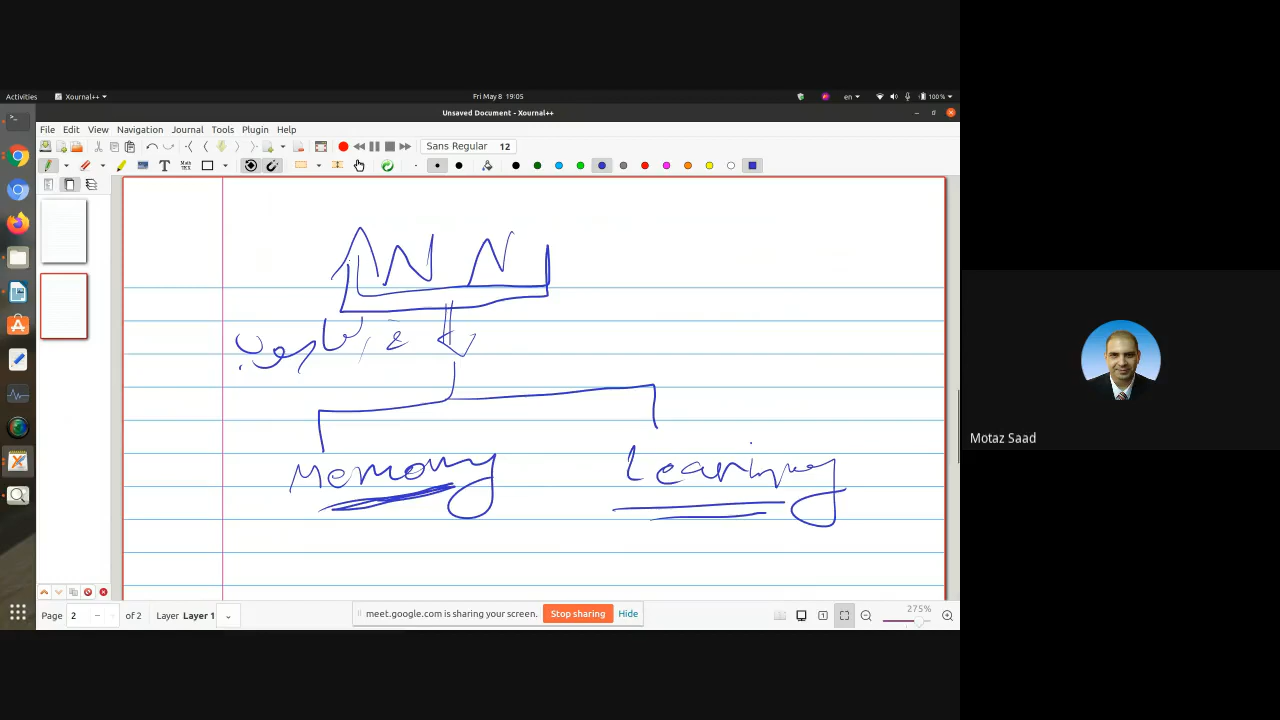 Activities Xournal++ Fri May 8 19:05 en 100%
Unsaved Document - Xournal++
File Edit View Navigation Journal Tools Plugin Help
Sans Regular 12
ANN
Memory Learning
Motaz Saad
Page 2 of 2 Layer Layer 1
meet.google.com is sharing your screen. Stop sharing Hide
275%